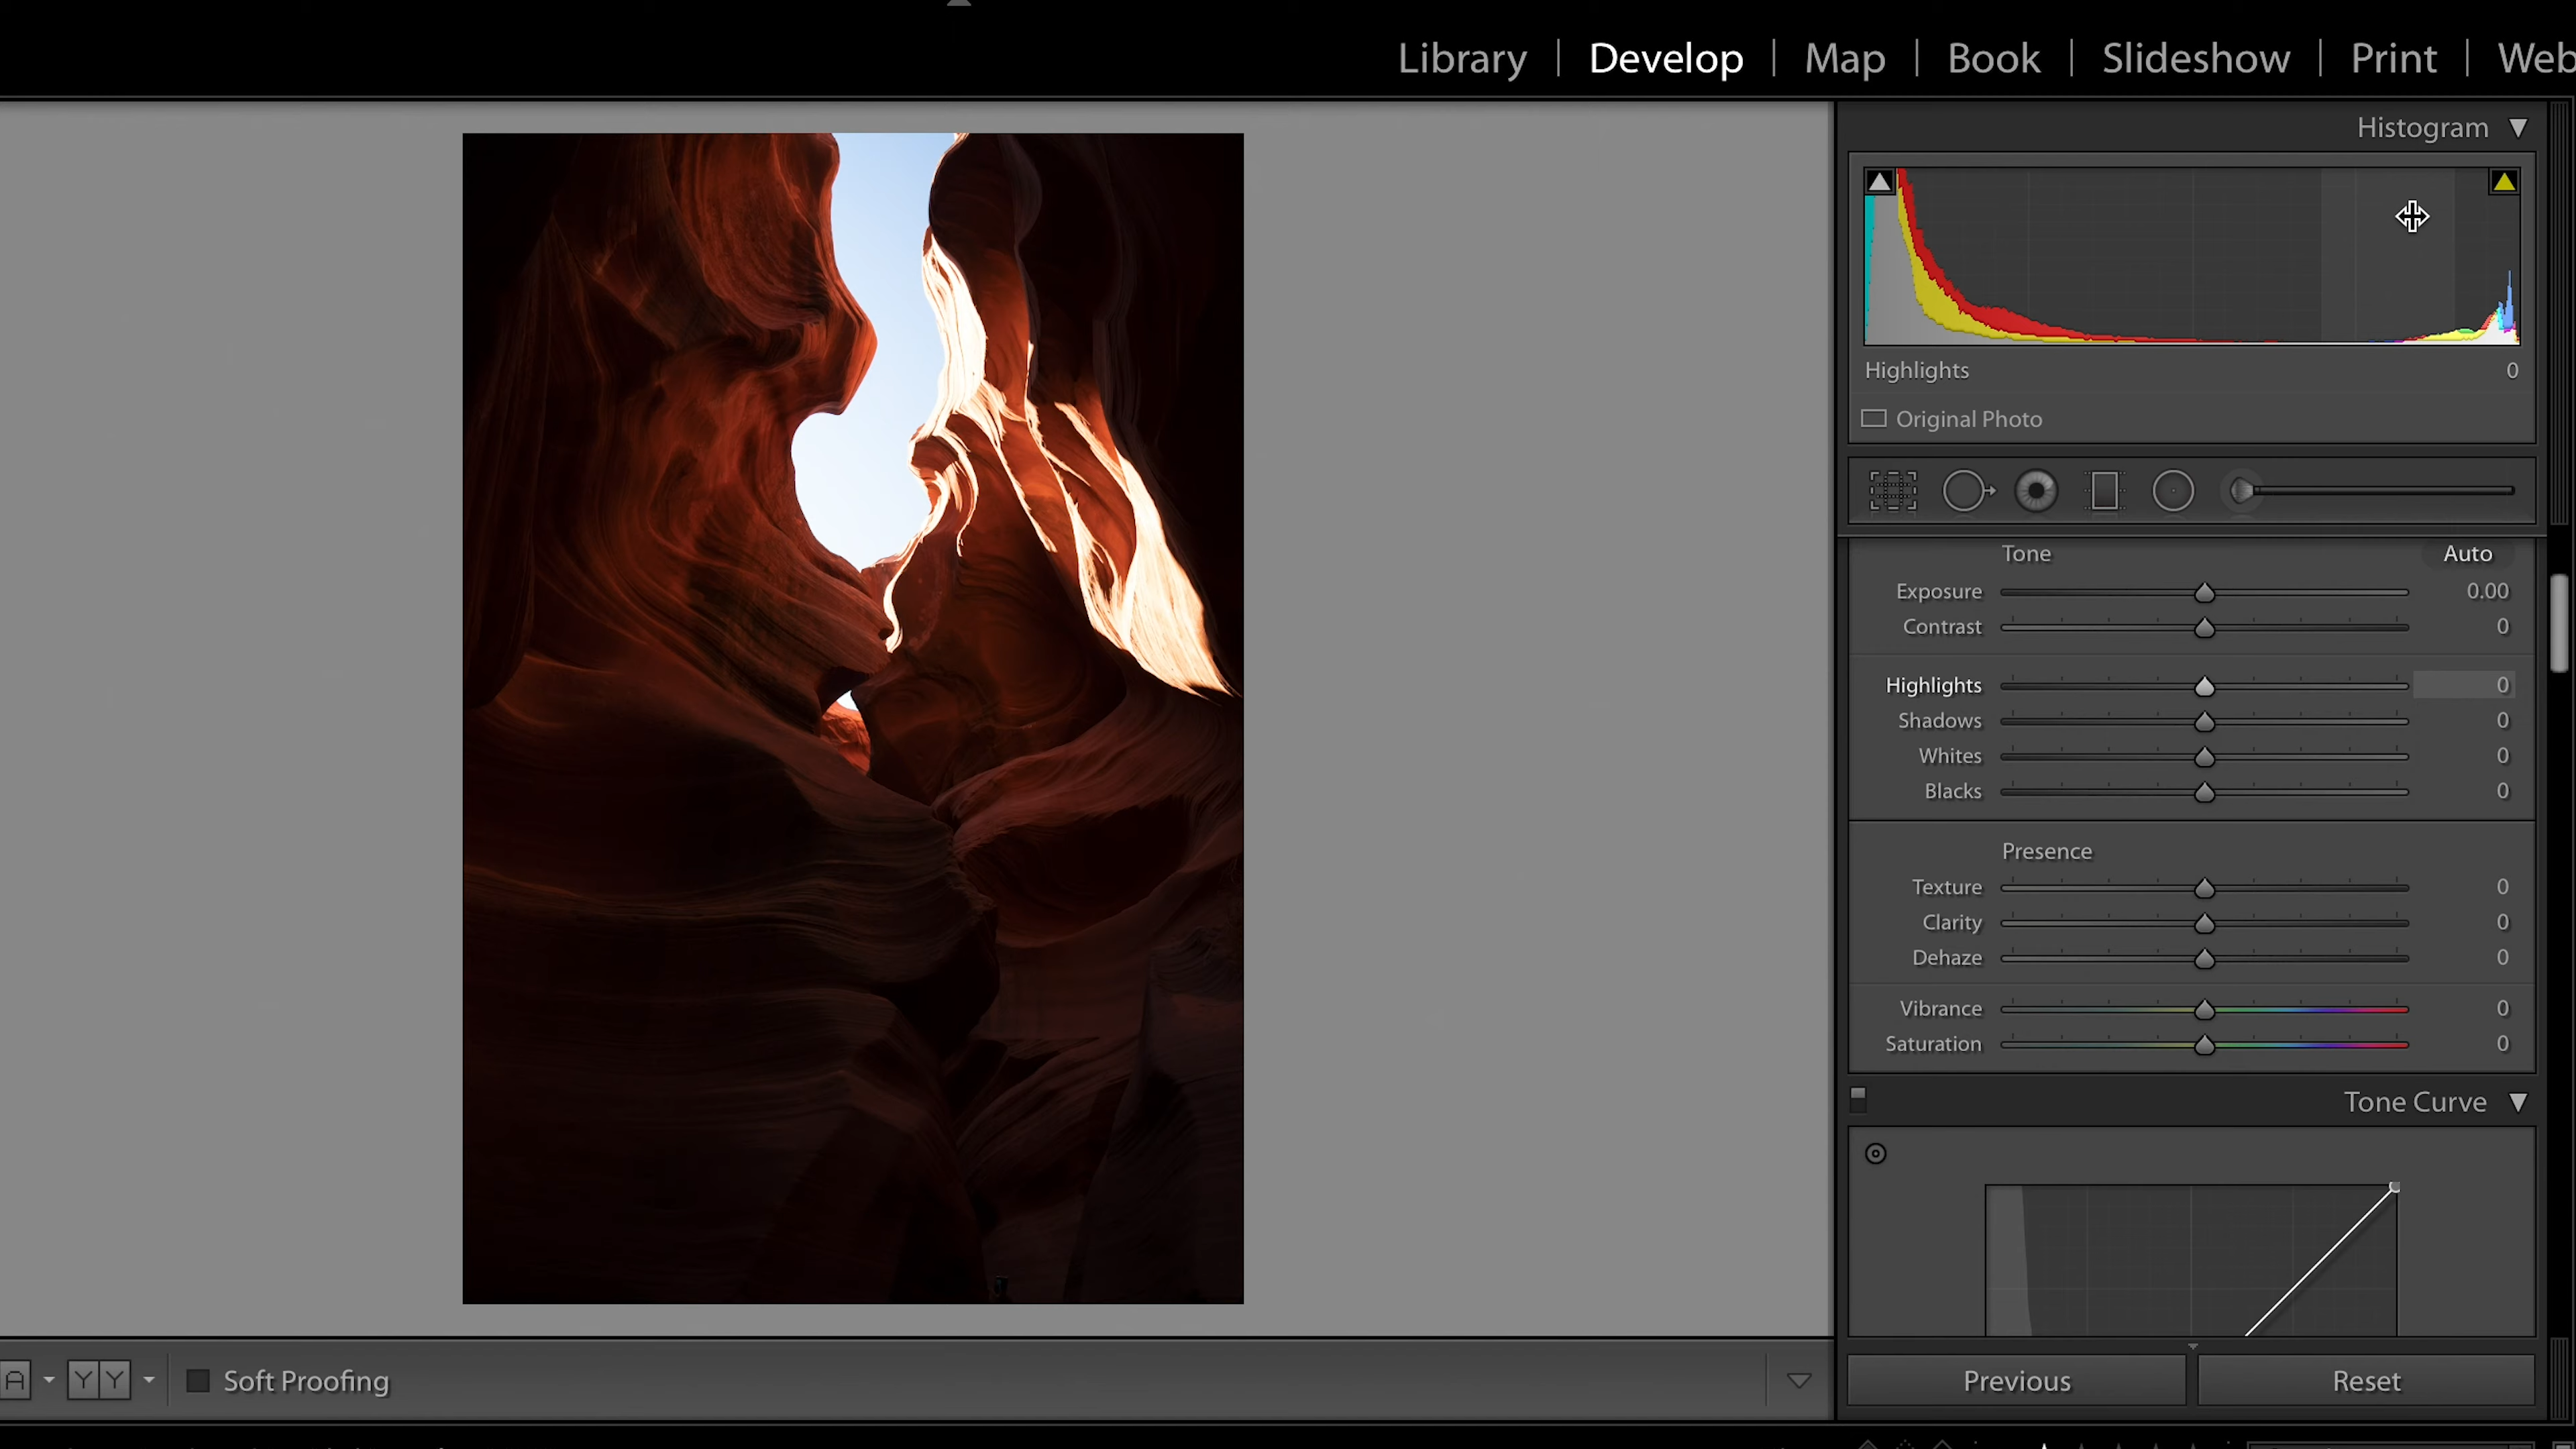 Library | Develop | Map | Book | Slideshow | Print | Web
Histogram
Highlights 0
Original Photo
Tone Auto
Exposure 0.00
Contrast 0
Highlights 0
Shadows 0
Whites 0
Blacks 0
Presence
Texture 0
Clarity 0
Dehaze 0
Vibrance 0
Saturation 0
Tone Curve
A YY Soft Proofing
Previous Reset